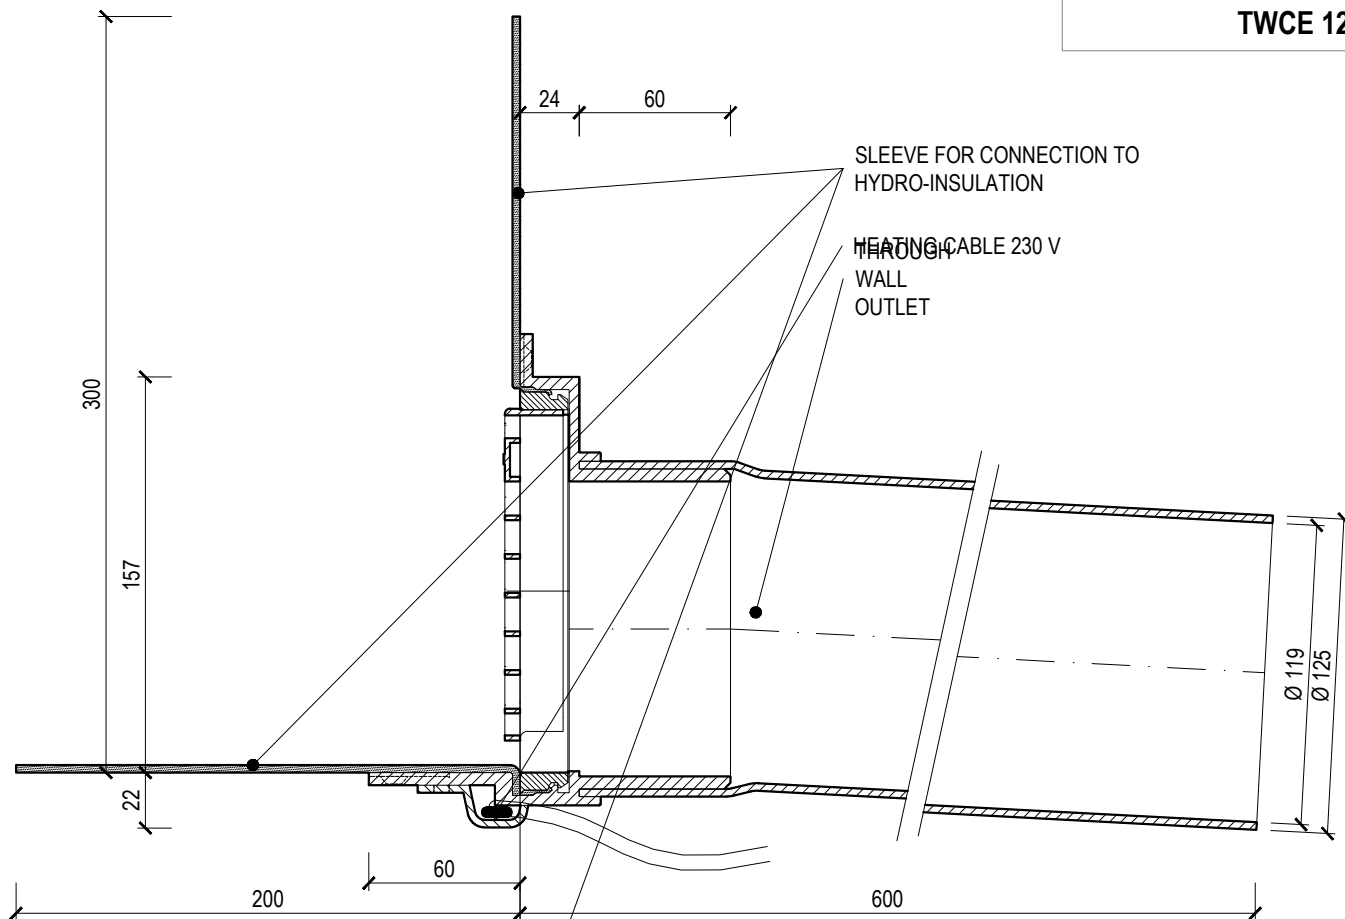 TWCE 12
24
60
SLEEVE FOR CONNECTION TO
HYDRO-INSULATION
HEATING CABLE 230 V
THROUGH
WALL
OUTLET
300
157
22
Ø 119
Ø 125
60
200
600